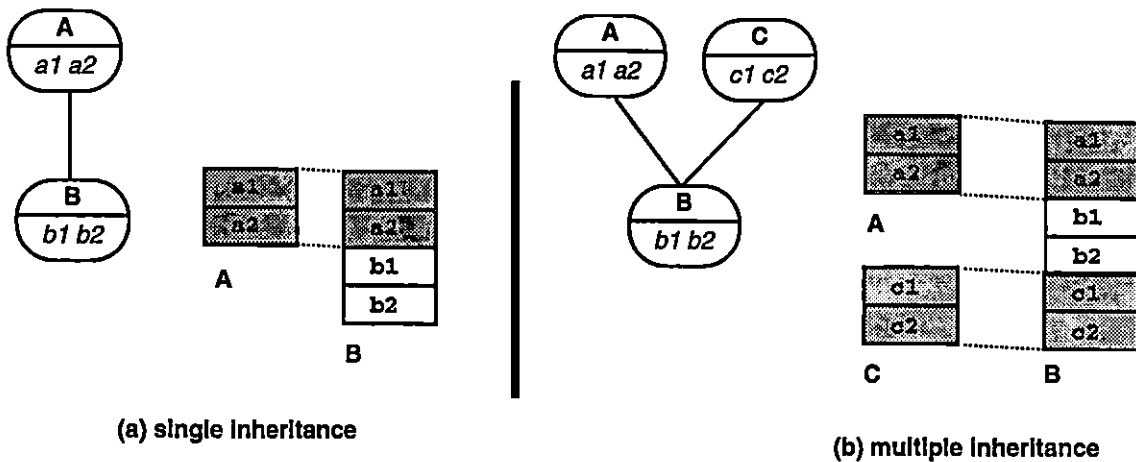 A
a1 a2
B
b1 b2
a1
a2
A
a1
a2
b1
b2
B
(a) single inheritance
A
a1 a2
C
c1 c2
B
b1 b2
a1
a2
A
c1
c2
C
a1
a2
b1
b2
c1
c2
B
(b) multiple inheritance